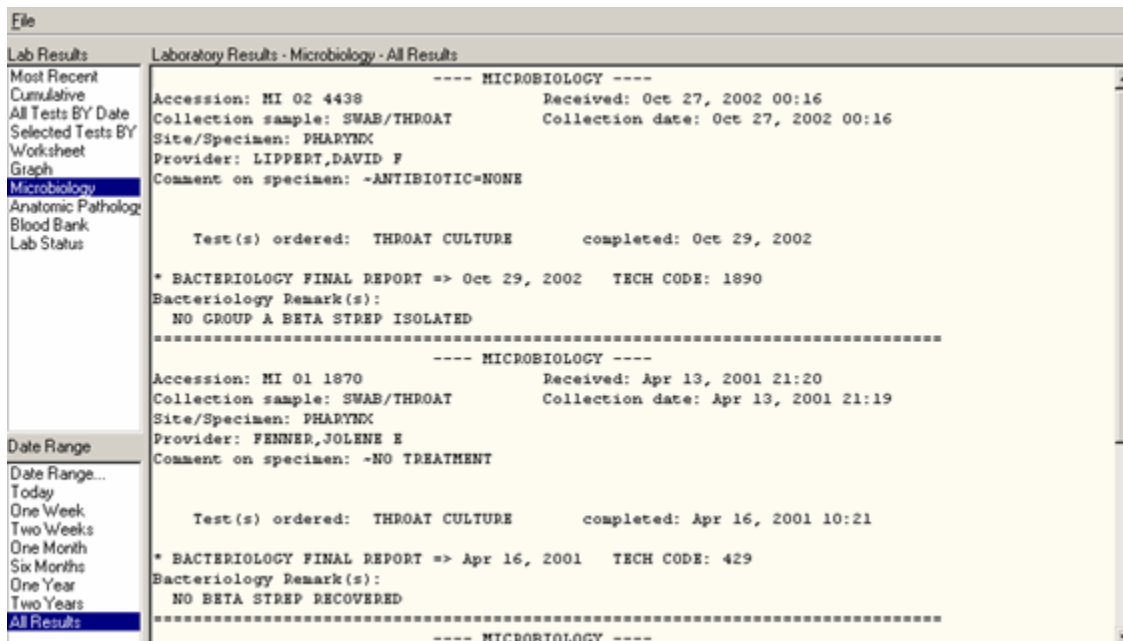 File
Lab Results
Most Recent
Cumulative
All Tests BY Date
Selected Tests BY
Worksheet
Graph
Microbiology
Anatomic Patholog
Blood Bank
Lab Status
Date Range
Date Range...
Today
One Week
Two Weeks
One Month
Six Months
One Year
Two Years
All Results
Laboratory Results - Microbiology - All Results
---- MICROBIOLOGY ----
Accession: MI 02 4438 Received: Oct 27, 2002 00:16
Collection sample: SWAB/THROAT Collection date: Oct 27, 2002 00:16
Site/Specimen: PHARYNX
Provider: LIPPERT,DAVID F
Comment on specimen: ~ANTIBIOTIC=NONE
Test(s) ordered: THROAT CULTURE completed: Oct 29, 2002
* BACTERIOLOGY FINAL REPORT => Oct 29, 2002 TECH CODE: 1890
Bacteriology Remark(s):
NO GROUP A BETA STREP ISOLATED
===============================================================================
---- MICROBIOLOGY ----
Accession: MI 01 1870 Received: Apr 13, 2001 21:20
Collection sample: SWAB/THROAT Collection date: Apr 13, 2001 21:19
Site/Specimen: PHARYNX
Provider: FENNER,JOLENE E
Comment on specimen: ~NO TREATMENT
Test(s) ordered: THROAT CULTURE completed: Apr 16, 2001 10:21
* BACTERIOLOGY FINAL REPORT => Apr 16, 2001 TECH CODE: 429
Bacteriology Remark(s):
NO BETA STREP RECOVERED
===============================================================================
---- MICROBIOLOGY ----